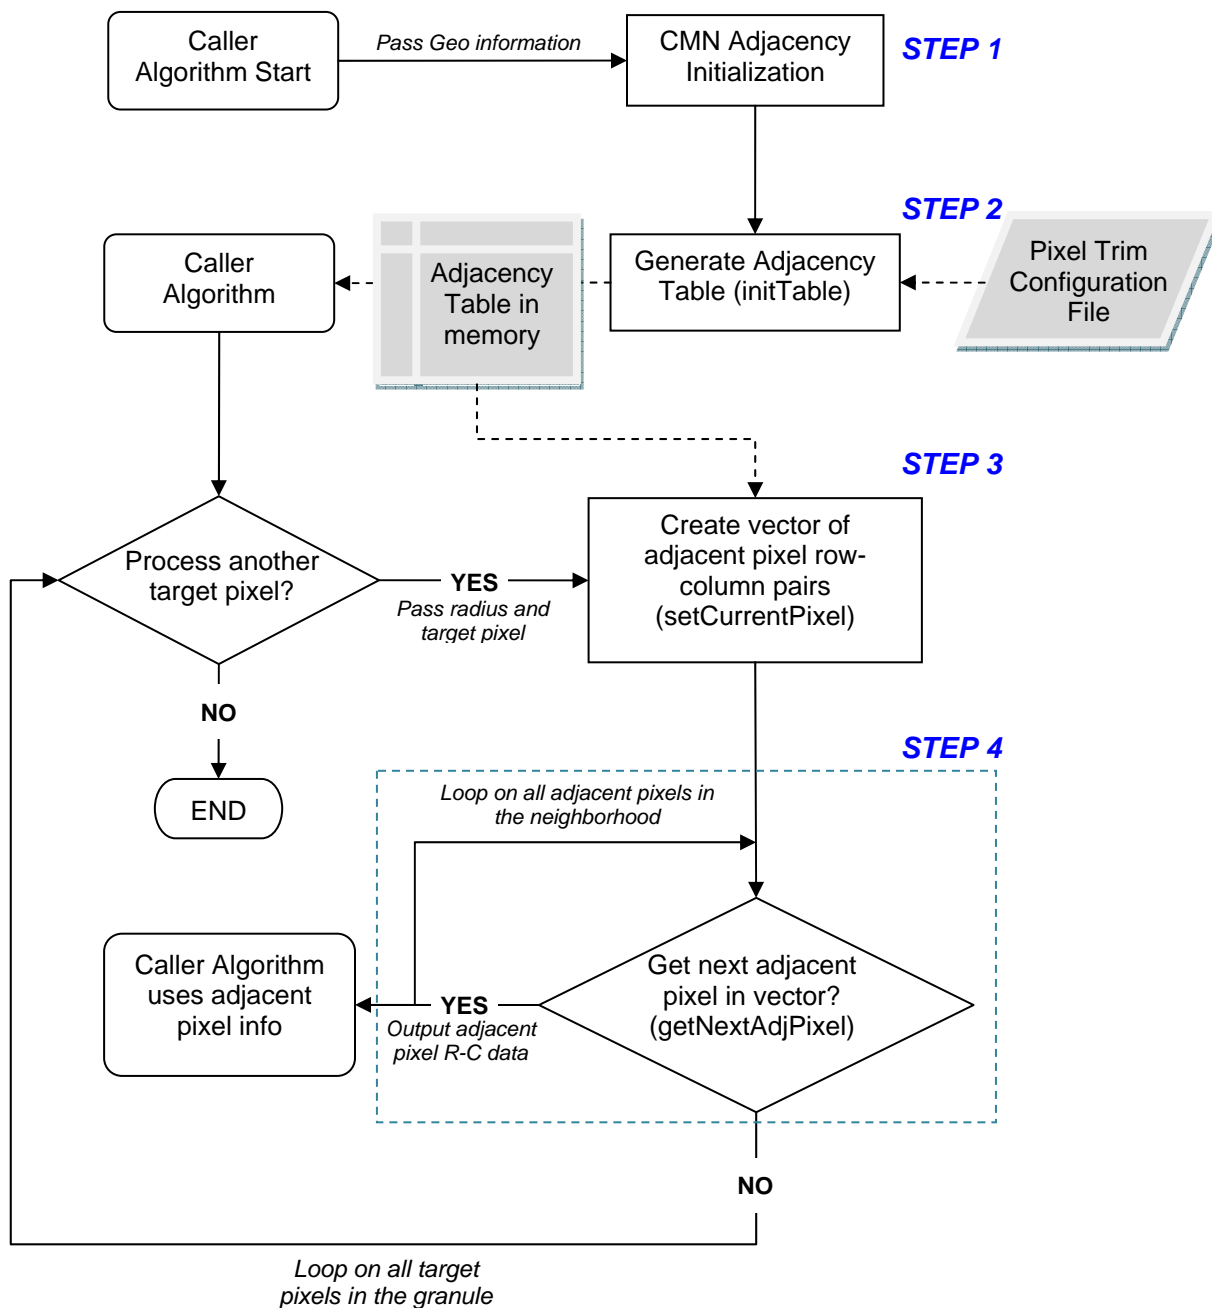 Caller
Algorithm Start
Pass Geo information
CMN Adjacency
Initialization
STEP 1
STEP 2
Caller
Algorithm
Adjacency
Table in
memory
Generate Adjacency
Table (initTable)
Pixel Trim
Configuration
File
STEP 3
Process another
target pixel?
YES
Pass radius and
target pixel
Create vector of
adjacent pixel row-
column pairs
(setCurrentPixel)
NO
END
STEP 4
Loop on all adjacent pixels in
the neighborhood
Caller Algorithm
uses adjacent
pixel info
YES
Output adjacent
pixel R-C data
Get next adjacent
pixel in vector?
(getNextAdjPixel)
NO
Loop on all target
pixels in the granule